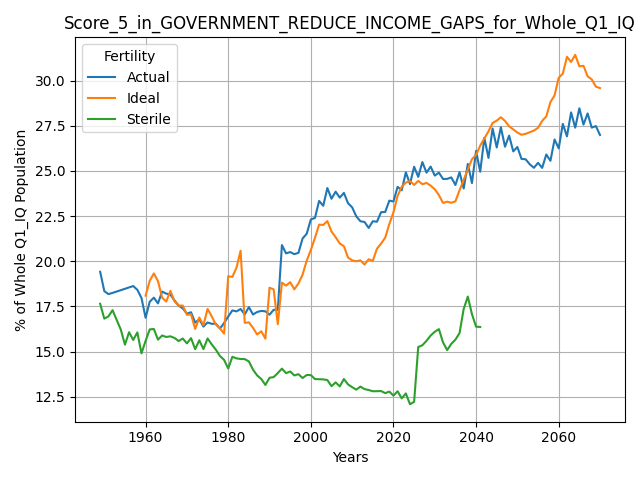 Score_5_in_GOVERNMENT_REDUCE_INCOME_GAPS_for_Whole_Q1_IQ
Fertility
Actual
Ideal
Sterile
% of Whole Q1_IQ Population
30.0
27.5
25.0
22.5
20.0
17.5
15.0
12.5
1960 1980 2000 2020 2040 2060
Years